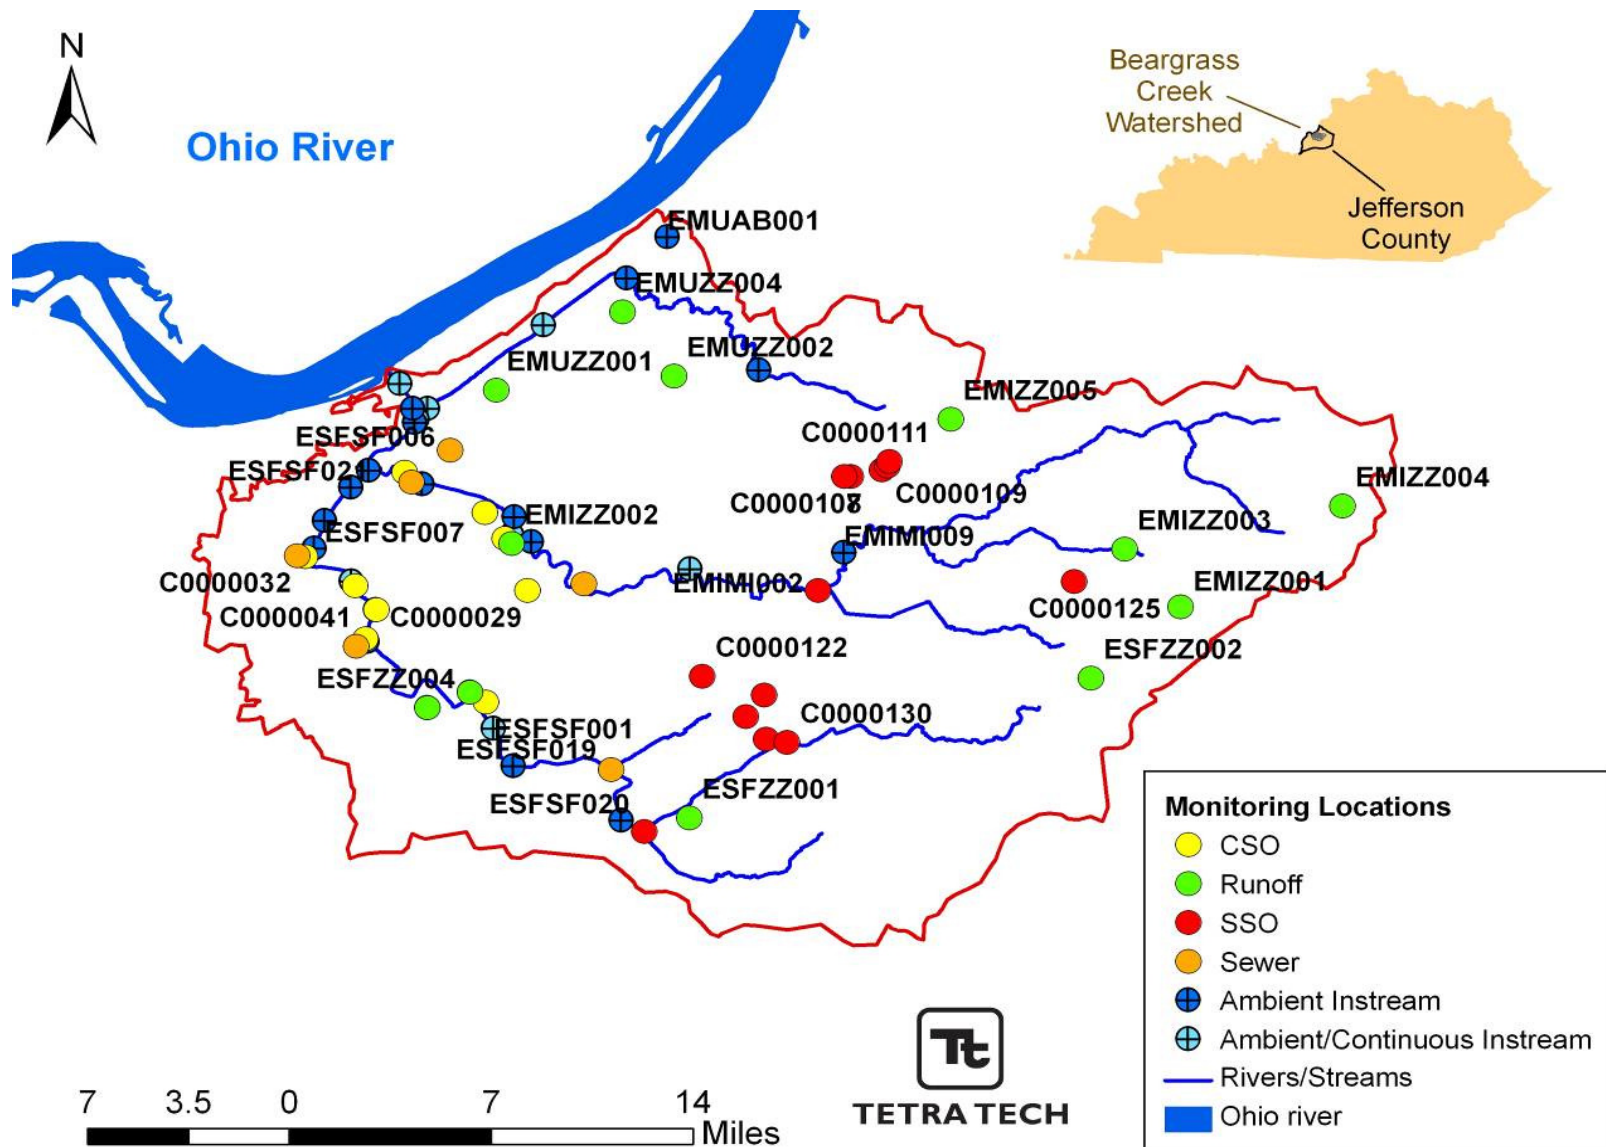 N
Ohio River
Beargrass
Creek
Watershed
Jefferson
County
EMUAB001
EMUZZ004
EMUZZ002
EMUZZ001
EMIZZ005
ESFSF006
C0000111
ESFSF021
C0000109
C0000108
EMIZZ004
EMIZZ002
EMIZZ003
ESFSF007
EMIMI009
C0000032
EMIMI002
EMIZZ001
C0000125
C0000041
C0000029
C0000122
ESFZZ002
ESFZZ004
C0000130
ESFSF001
ESFSF019
ESFZZ001
ESFSF020
Monitoring Locations
CSO
Runoff
SSO
Sewer
Ambient Instream
Ambient/Continuous Instream
Rivers/Streams
Ohio river
Tt
TETRA TECH
7 3.5 0 7 14
Miles